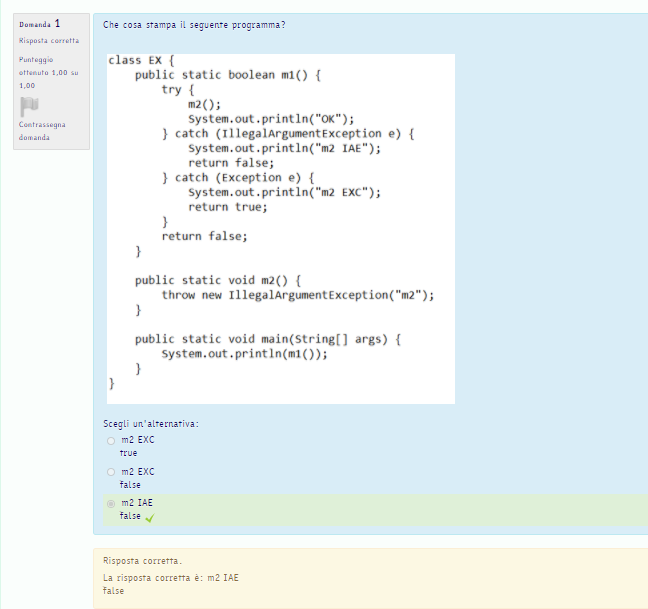 Domanda 1
Risposta corretta
Punteggio
ottenuto 1,00 su
1,00
Contrassegna
domanda
Che cosa stampa il seguente programma?
class EX {
    public static boolean m1() {
        try {
            m2();
            System.out.println("OK");
        } catch (IllegalArgumentException e) {
            System.out.println("m2 IAE");
            return false;
        } catch (Exception e) {
            System.out.println("m2 EXC");
            return true;
        }
        return false;
    }
    public static void m2() {
        throw new IllegalArgumentException("m2");
    }
    public static void main(String[] args) {
        System.out.println(m1());
    }
}
Scegli un'alternativa:
m2 EXC
true
m2 EXC
false
m2 IAE
false
Risposta corretta.
La risposta corretta è: m2 IAE
false